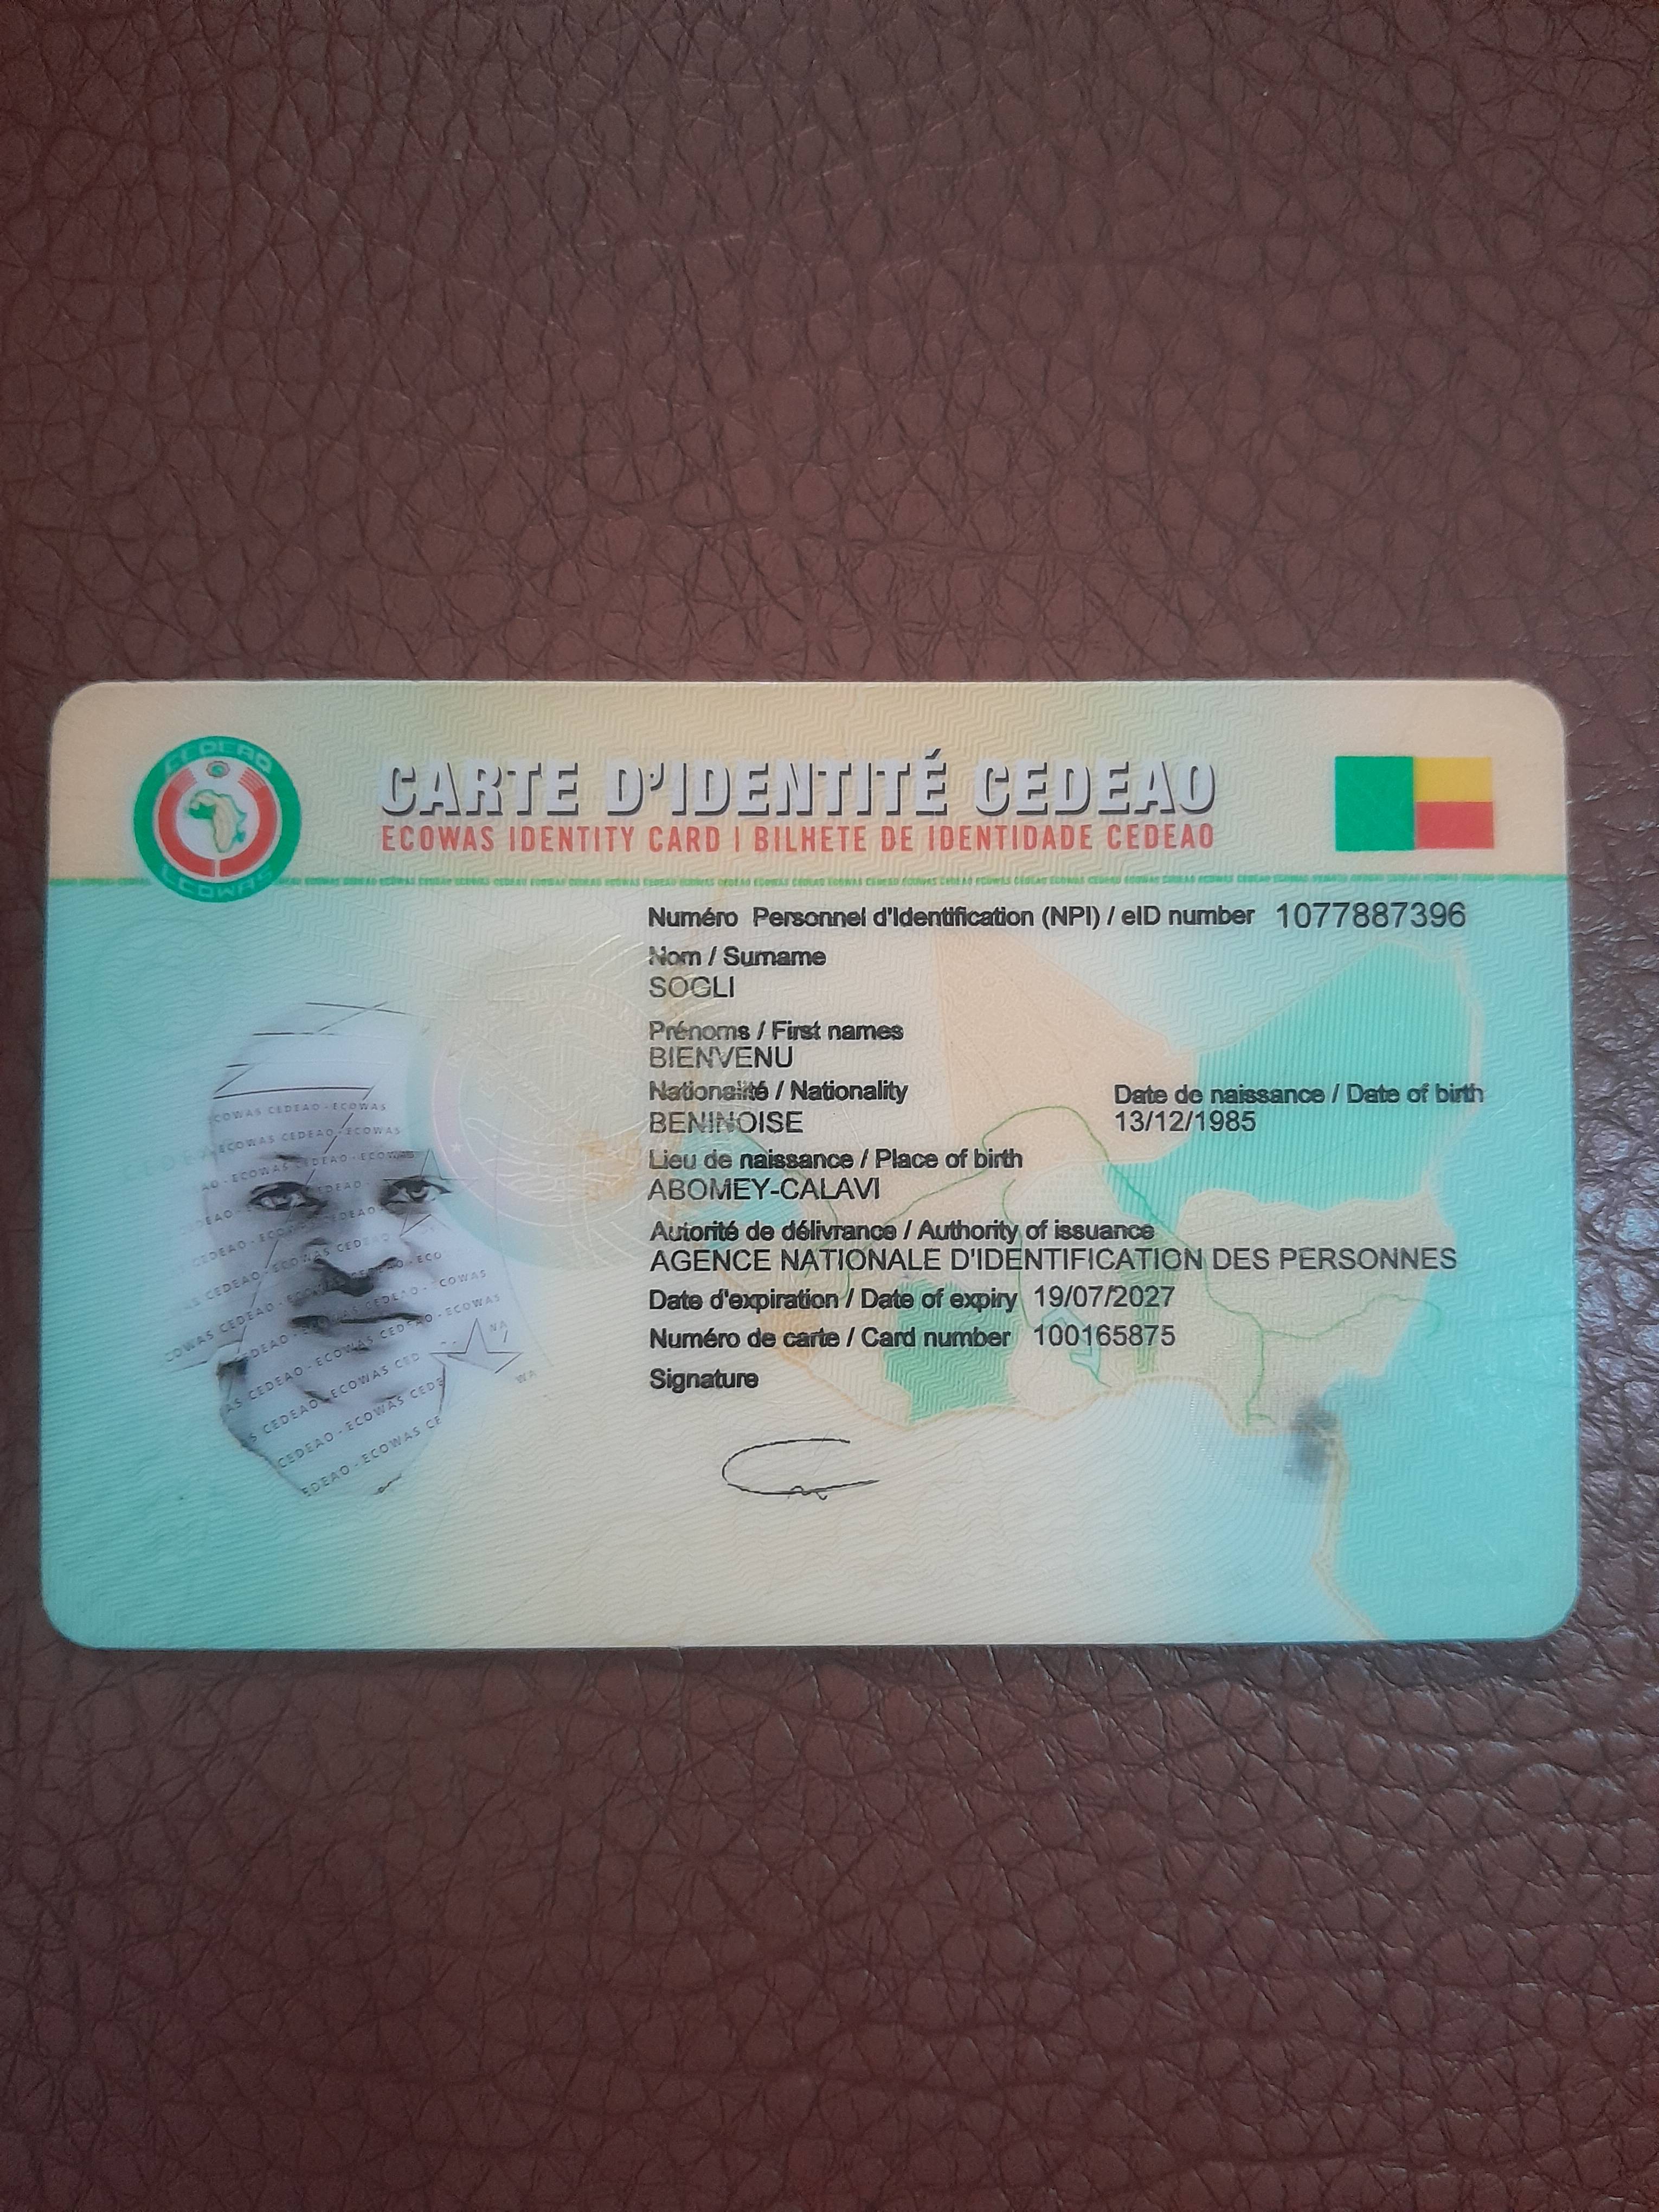 CEDEAO
ECOWAS
CARTE D'IDENTITÉ CEDEAO
ECOWAS IDENTITY CARD | BILHETE DE IDENTIDADE CEDEAO
Numéro Personnel d'Identification (NPI) / eID number 1077887396
Nom / Surname
SOGLI
Prénoms / First names
BIENVENU
Nationalité / Nationality
BENINOISE
Date de naissance / Date of birth
13/12/1985
Lieu de naissance / Place of birth
ABOMEY-CALAVI
Autorité de délivrance / Authority of issuance
AGENCE NATIONALE D'IDENTIFICATION DES PERSONNES
Date d'expiration / Date of expiry 19/07/2027
Numéro de carte / Card number 100165875
Signature